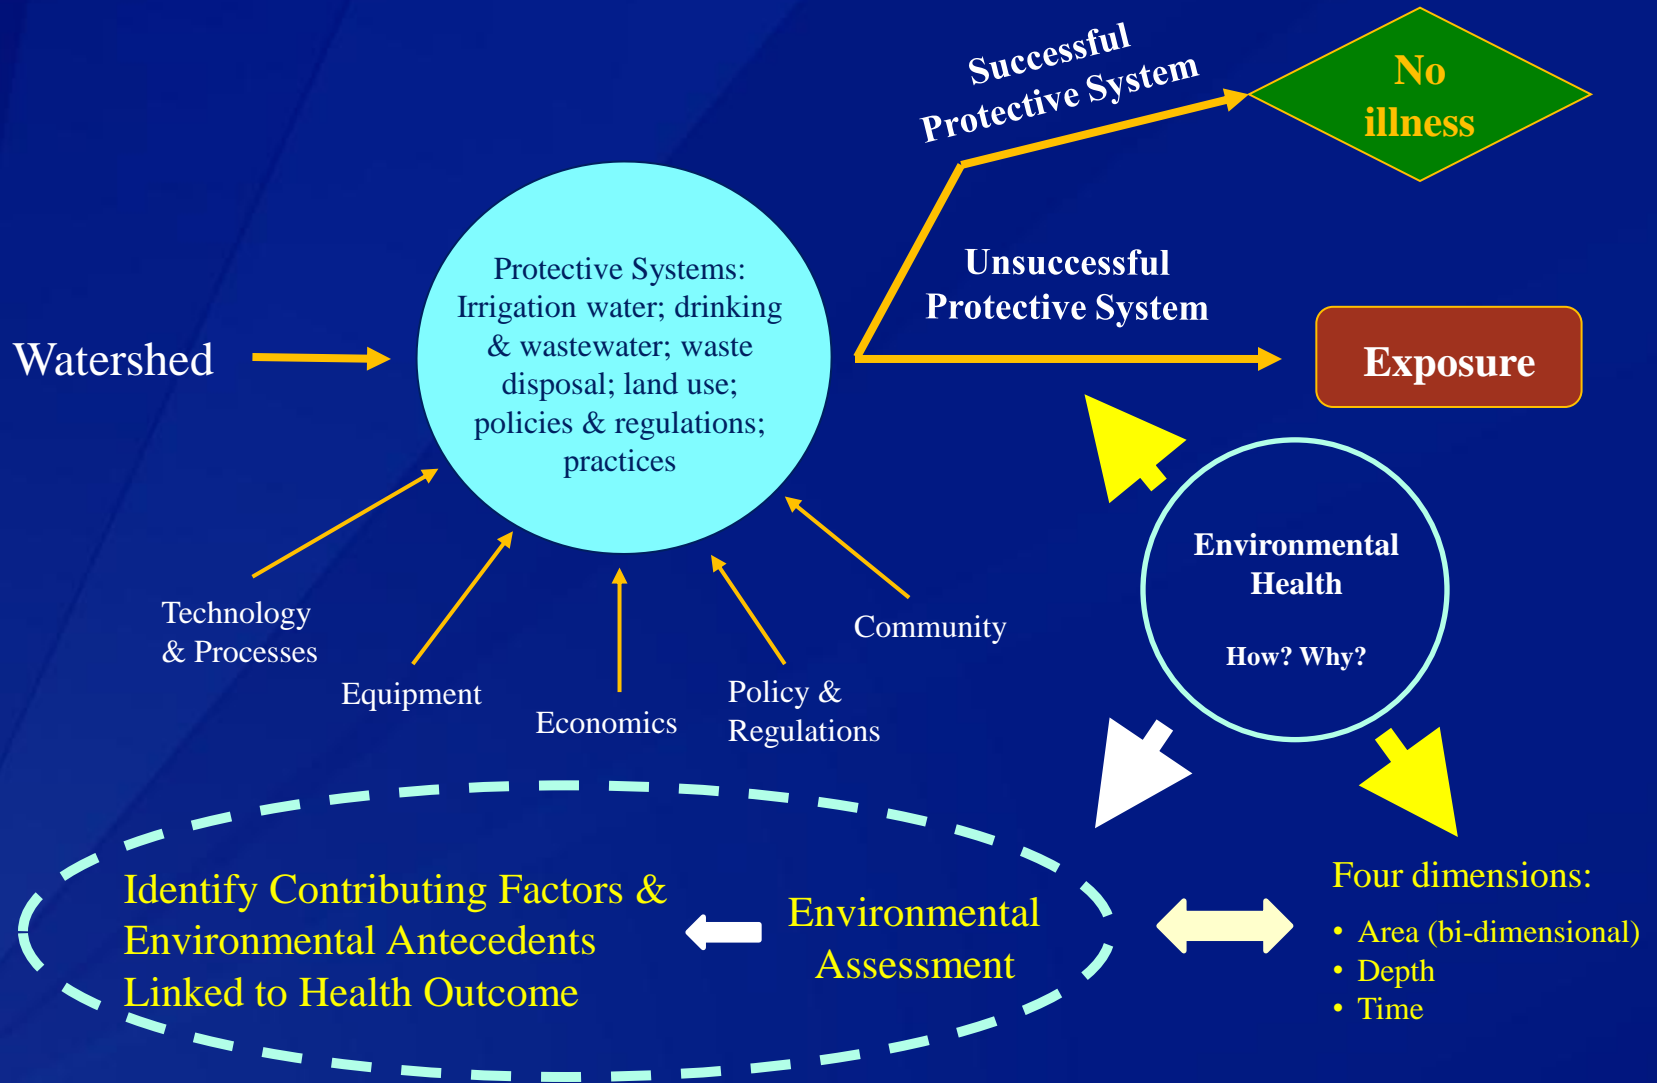 Successful
Protective System
No
illness
Unsuccessful
Protective System
Exposure
Watershed
Protective Systems:
Irrigation water; drinking
& wastewater; waste
disposal; land use;
policies & regulations;
practices
Technology
& Processes
Equipment
Economics
Policy &
Regulations
Community
Environmental
Health
How? Why?
Identify Contributing Factors &
Environmental Antecedents
Linked to Health Outcome
Environmental
Assessment
Four dimensions:
• Area (bi-dimensional)
• Depth
• Time